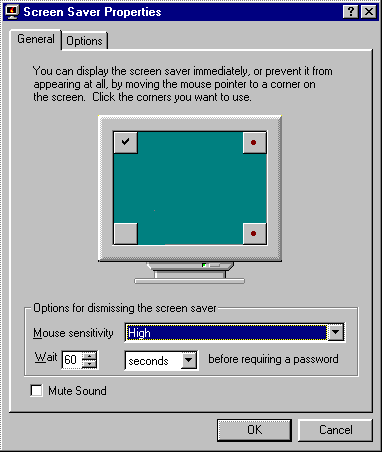 Screen Saver Properties
General
Options
You can display the screen saver immediately, or prevent it from
appearing at all, by moving the mouse pointer to a corner on
the screen.  Click the corners you want to use.
Options for dismissing the screen saver
Mouse sensitivity
High
Wait
60
seconds
before requiring a password
Mute Sound
OK
Cancel